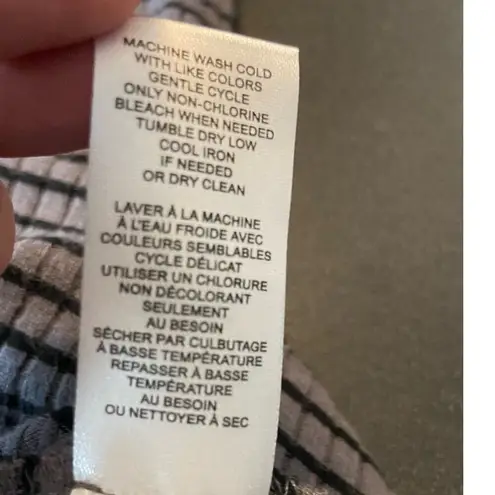 MACHINE WASH COLD
WITH LIKE COLORS
GENTLE CYCLE
ONLY NON-CHLORINE
BLEACH WHEN NEEDED
TUMBLE DRY LOW
COOL IRON
IF NEEDED
OR DRY CLEAN
LAVER À LA MACHINE
À L'EAU FROIDE AVEC
COULEURS SEMBLABLES
CYCLE DÉLICAT
UTILISER UN CHLORURE
NON DÉCOLORANT
SEULEMENT
AU BESOIN
SÉCHER PAR CULBUTAGE
À BASSE TEMPÉRATURE
REPASSER À BASSE
TEMPÉRATURE
AU BESOIN
OU NETTOYER À SEC